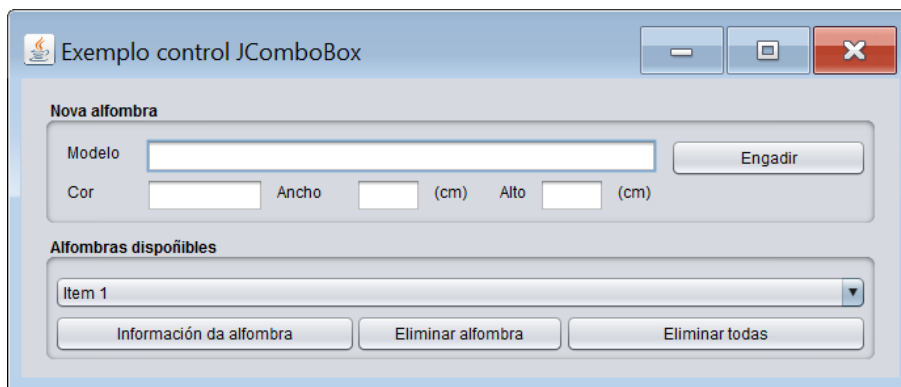 Exemplo control JComboBox
Nova alfombra
Modelo Engadir
Cor Ancho (cm) Alto (cm)
Alfombras dispoñibles
Item 1
Información da alfombra Eliminar alfombra Eliminar todas